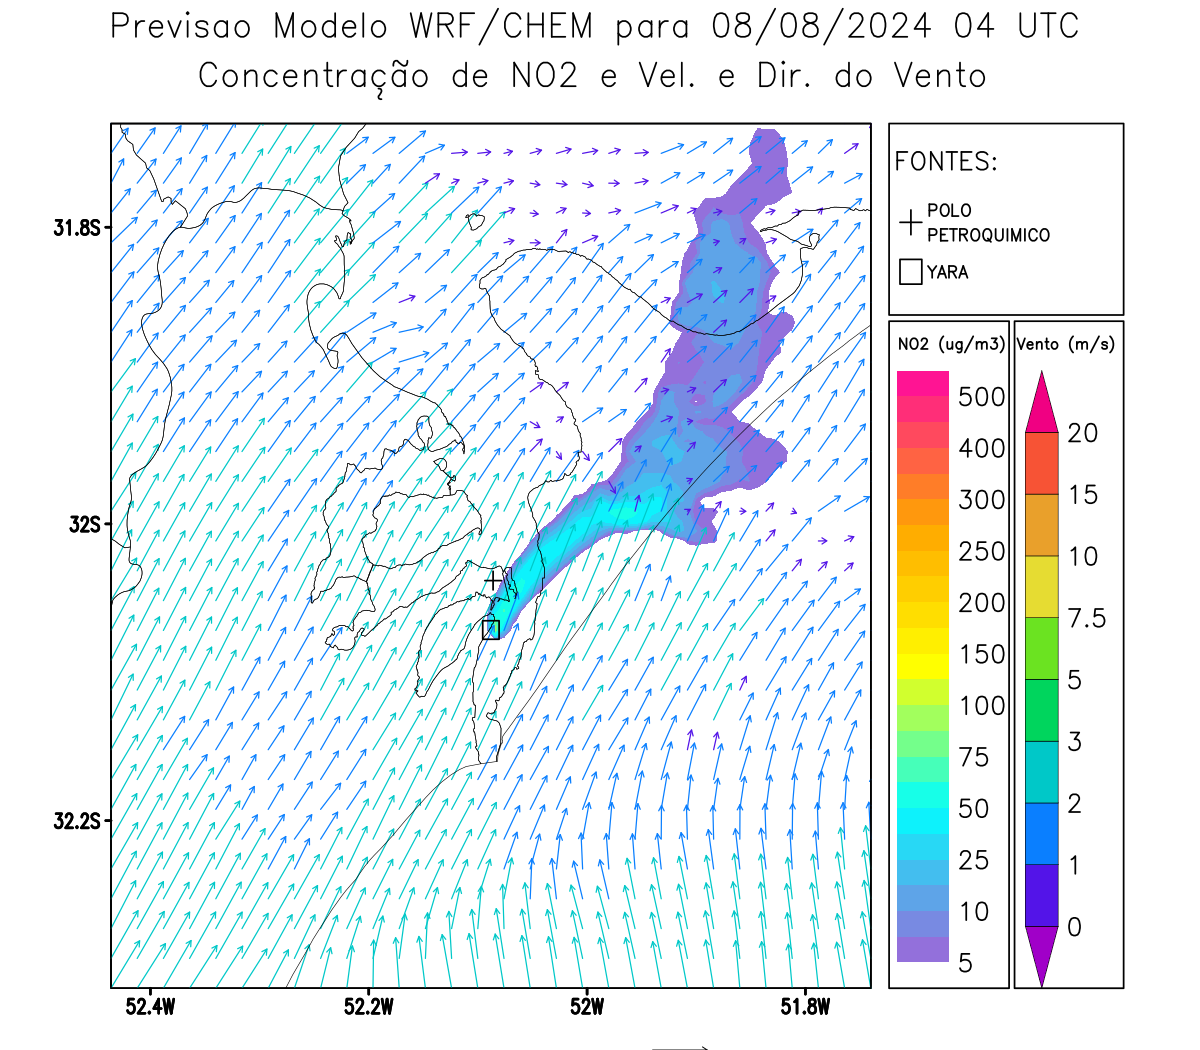 Previsao Modelo WRF/CHEM para 08/08/2024 04 UTC
Concentração de NO2 e Vel. e Dir. do Vento
FONTES:
POLO
PETROQUIMICO
YARA
NO2 (ug/m3)
500
400
300
250
200
150
100
75
50
25
10
5
Vento (m/s)
20
15
10
7.5
5
3
2
1
0
31.8S
32S
32.2S
52.4W
52.2W
52W
51.8W